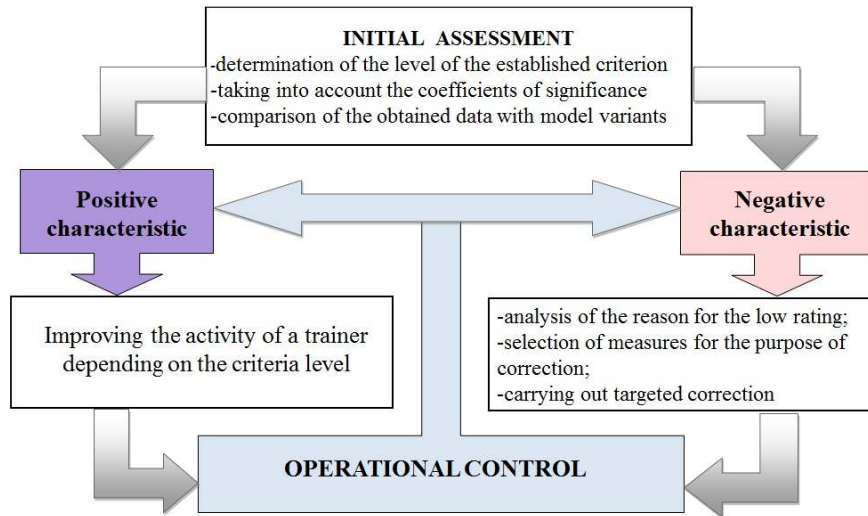 INITIAL ASSESSMENT
-determination of the level of the established criterion
-taking into account the coefficients of significance
-comparison of the obtained data with model variants
Positive
characteristic
Negative
characteristic
Improving the activity of a trainer
depending on the criteria level
-analysis of the reason for the low rating;
-selection of measures for the purpose of
correction;
-carrying out targeted correction
OPERATIONAL CONTROL